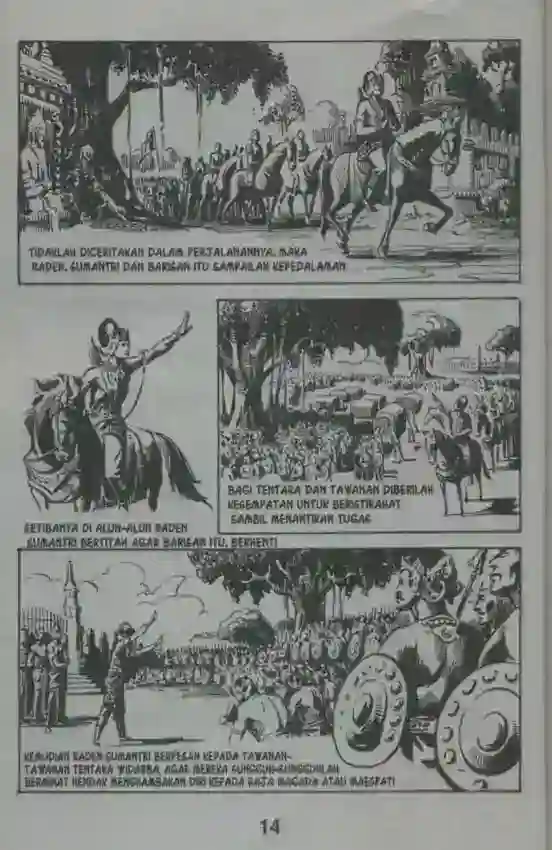 TIDAKLAH DICERITAKAN DALAM PERJALANANNYA. MAKA
RADEN. SUMANTRI DAN BARISAN ITU SAMPAILAH KEPEDALAMAN
SETIBANYA DI ALUN-ALUN RADEN
SUMANTRI BERTITAH AGAR BARISAN ITU. BERHENTI
BAGI TENTARA DAN TAWANAN DIBERILAH
KESEMPATAN UNTUK BERISTIRAHAT
SAMBIL MENANTIKAN TUGAS
KEMUDIAN RADEN SUMANTRI BERPESAN KEPADA TAWANAN-
TAWANAN TENTARA WIDARBA, AGAR MEREKA SUNGGUH-SUNGGUHLAH
BERMINAT HENDAK MENGHAMBAKAN DIRI KEPADA RAJA MAGADA ATAU MAESPATI
14